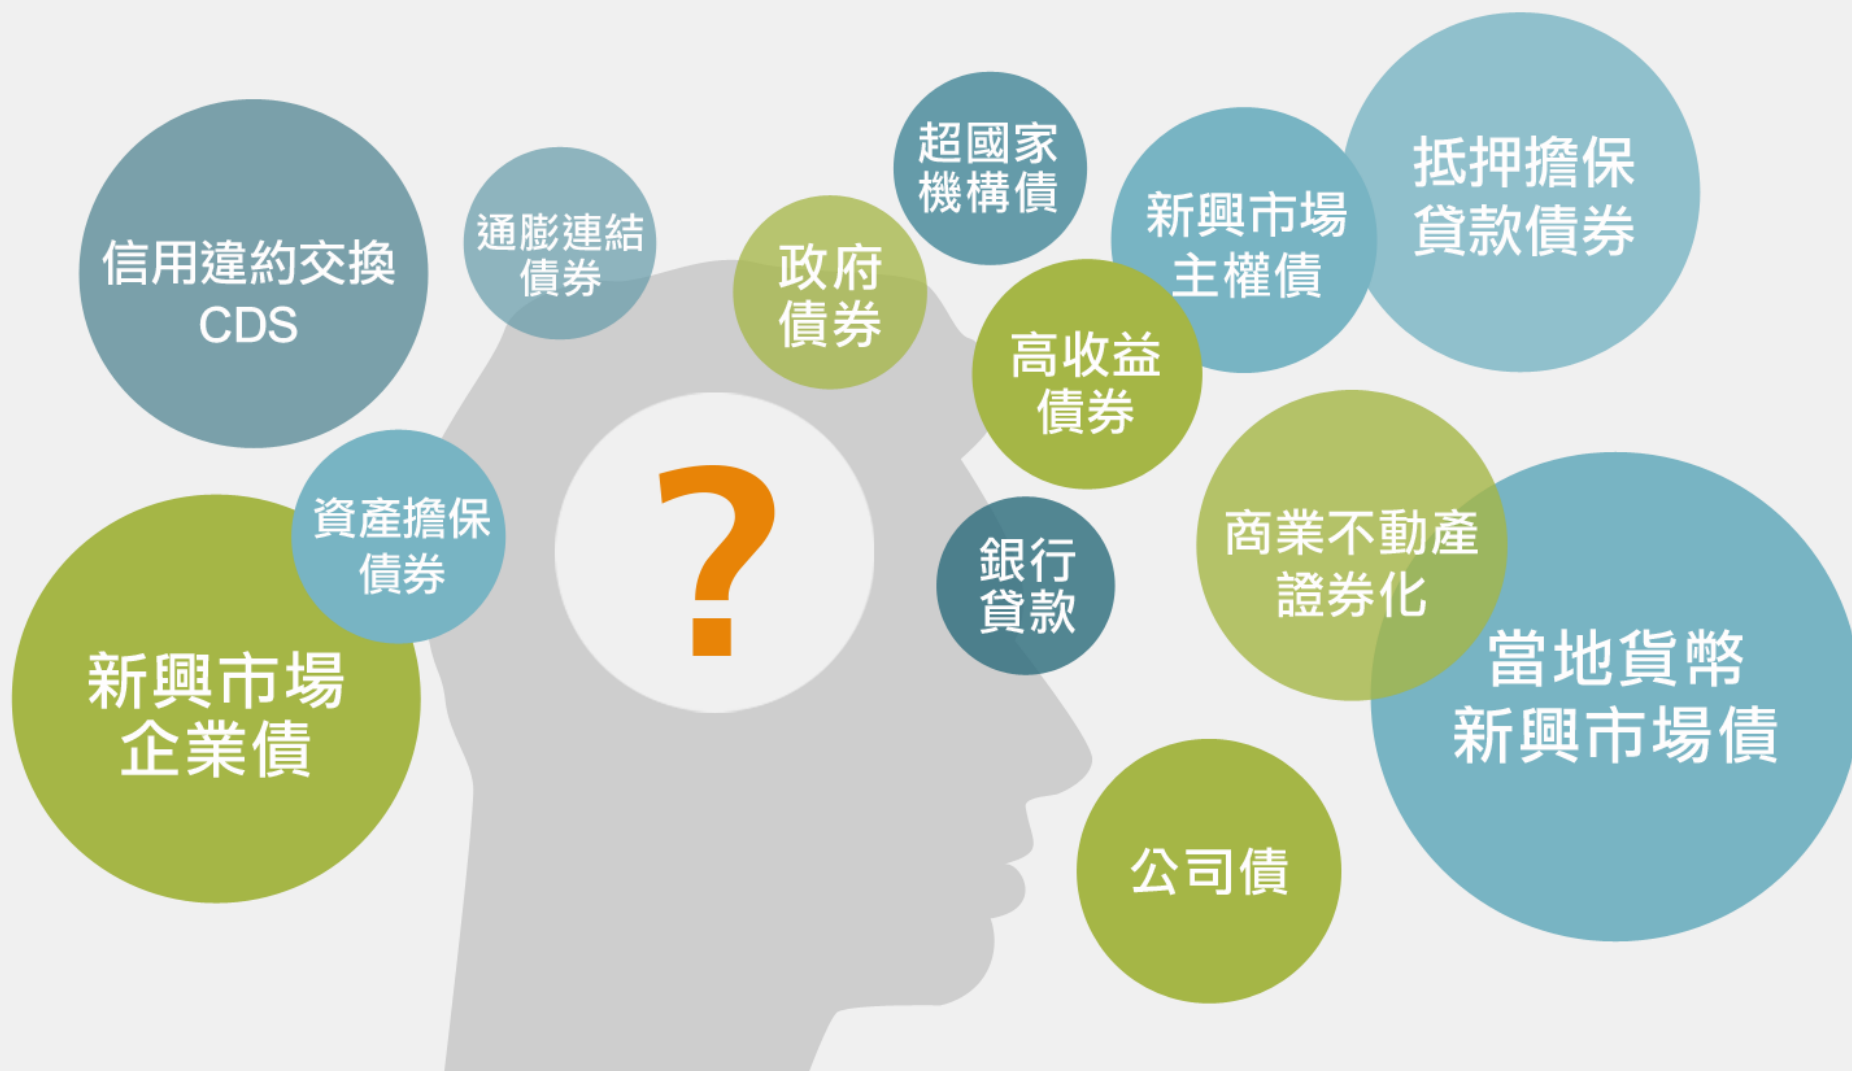 信用違約交換
CDS
通膨連結
債券
政府
債券
超國家
機構債
新興市場
主權債
抵押擔保
貸款債券
高收益
債券
資產擔保
債券
新興市場
企業債
?
銀行
貸款
商業不動產
證券化
當地貨幣
新興市場債
公司債